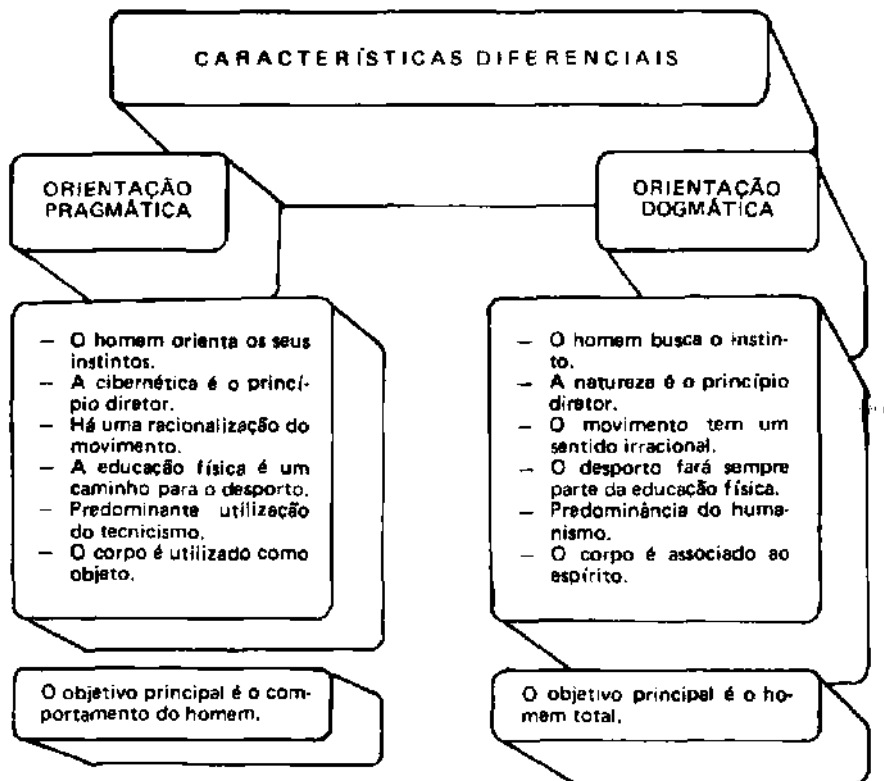 CARACTERÍSTICAS DIFERENCIAIS
ORIENTAÇÃO
PRAGMÁTICA
ORIENTAÇÃO
DOGMÁTICA
— O homem orienta os seus
instintos.
— A cibernética é o princí-
pio diretor.
— Há uma racionalização do
movimento.
— A educação física é um
caminho para o desporto.
— Predominante utilização
do tecnicismo.
— O corpo é utilizado como
objeto.
— O homem busca o instin-
to.
— A natureza é o princípio
diretor.
— O movimento tem um
sentido irracional.
— O desporto fará sempre
parte da educação física.
— Predominância do huma-
nismo.
— O corpo é associado ao
espírito.
O objetivo principal é o com-
portamento do homem.
O objetivo principal é o ho-
mem total.